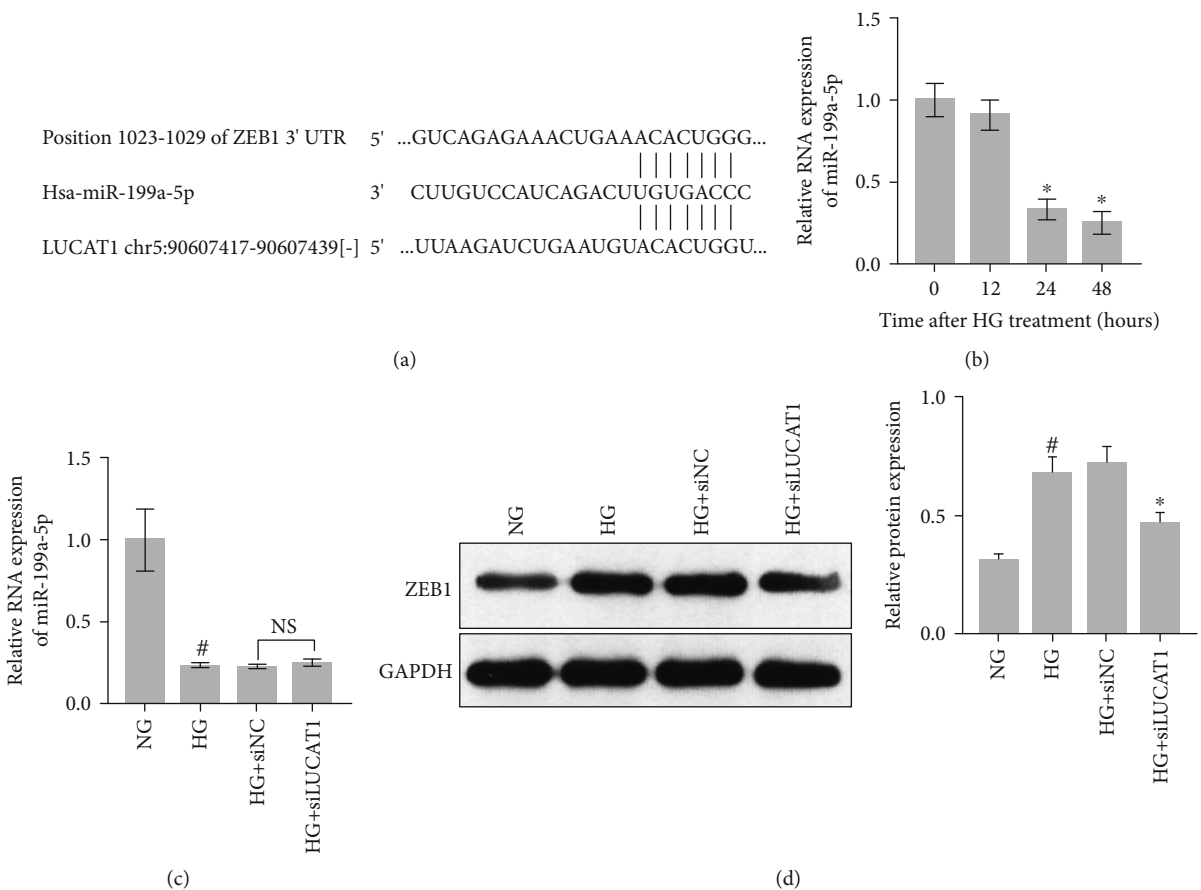 Position 1023-1029 of ZEB1 3' UTR 5' ...GUCAGAGAAACUGAAACACUGGG...
Hsa-miR-199a-5p 3' CUUGUCCAUCAGACUUGUGACCC
LUCAT1 chr5:90607417-90607439[-] 5' ...UUAAGAUCUGAAUGUACACUGGU...
(a)
Relative RNA expression
of miR-199a-5p
1.5
1.0
0.5
0.0
* *
0 12 24 48
Time after HG treatment (hours)
(b)
Relative RNA expression
of miR-199a-5p
1.5
1.0
0.5
0.0
#
NS
NG HG HG+siNC HG+siLUCAT1
(c)
NG HG HG+siNC HG+siLUCAT1
ZEB1
GAPDH
Relative protein expression
1.0
0.5
0.0
#
*
NG HG HG+siNC HG+siLUCAT1
(d)